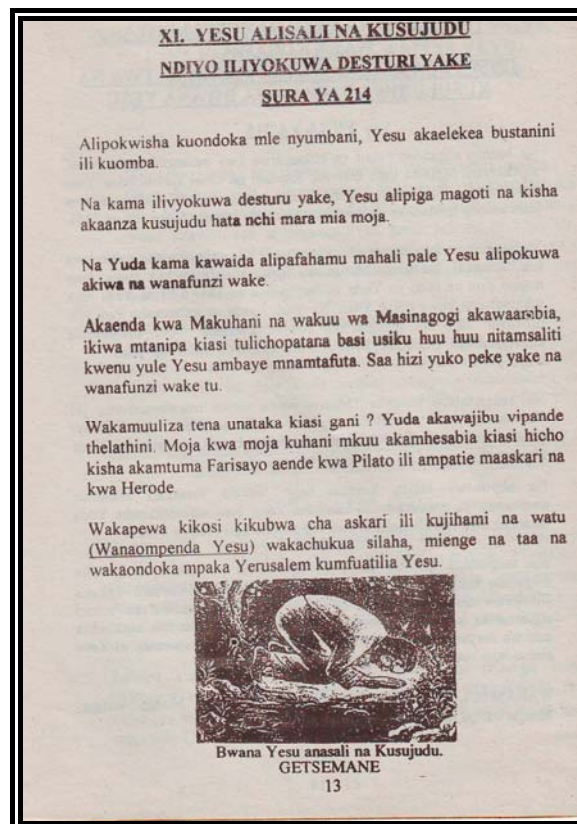 XI. YESU ALISALI NA KUSUJUDU
NDIYO ILIYOKUWA DESTURI YAKE
SURA YA 214
Alipokwisha kuondoka mle nyumbani, Yesu akaelekea bustanini
ili kuomba.
Na kama ilivyokuwa desturu yake, Yesu alipiga magoti na kisha
akaanza kusujudu hata nchi mara mia moja.
Na Yuda kama kawaida alipafahamu mahali pale Yesu alipokuwa
akiwa na wanafunzi wake.
Akaenda kwa Makuhani na wakuu wa Masinagogi akawaambia,
ikiwa mtanipa kiasi tulichopatana basi usiku huu huu nitamsaliti
kwenu yule Yesu ambaye mnamtafuta. Saa hizi yuko peke yake na
wanafunzi wake tu.
Wakamuuliza tena unataka kiasi gani ? Yuda akawajibu vipande
thelathini. Moja kwa moja kuhani mkuu akamhesabia kiasi hicho
kisha akamtuma Farisayo aende kwa Pilato ili ampatie maaskari na
kwa Herode.
Wakapewa kikosi kikubwa cha askari ili kujihami na watu
(Wanaompenda Yesu) wakachukua silaha, mienge na taa na
wakaondoka mpaka Yerusalem kumfuatilia Yesu.
Bwana Yesu anasali na Kusujudu.
GETSEMANE
13